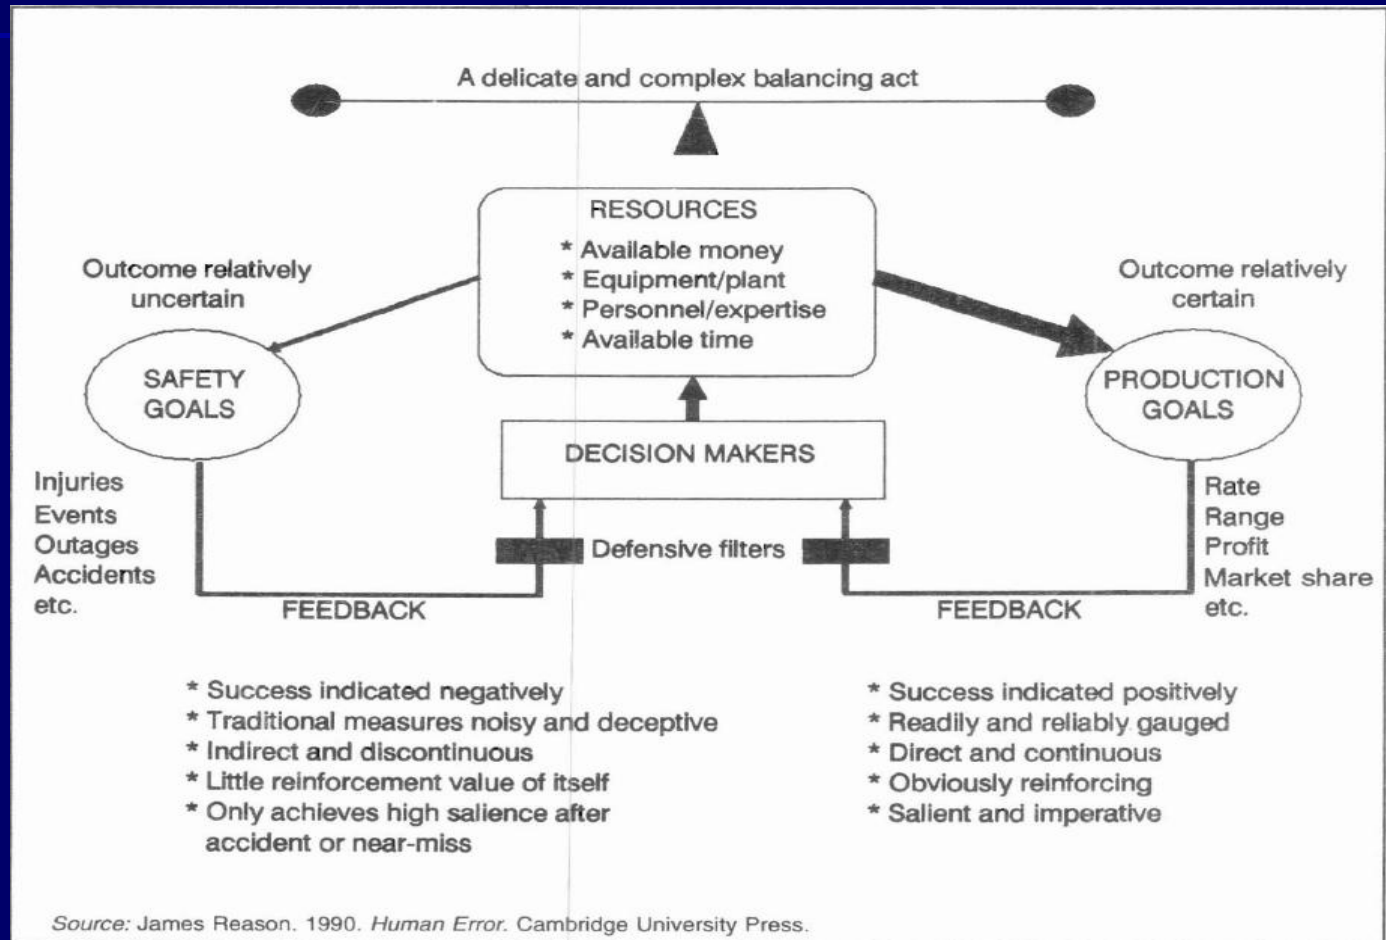 A delicate and complex balancing act
RESOURCES
* Available money
* Equipment/plant
* Personnel/expertise
* Available time
Outcome relatively
uncertain
SAFETY
GOALS
Outcome relatively
certain
PRODUCTION
GOALS
DECISION MAKERS
Injuries
Events
Outages
Accidents
etc.
Defensive filters
Rate
Range
Profit
Market share
etc.
FEEDBACK
FEEDBACK
* Success indicated negatively
* Traditional measures noisy and deceptive
* Indirect and discontinuous
* Little reinforcement value of itself
* Only achieves high salience after
accident or near-miss
* Success indicated positively
* Readily and reliably gauged
* Direct and continuous
* Obviously reinforcing
* Salient and imperative
Source: James Reason. 1990. Human Error. Cambridge University Press.